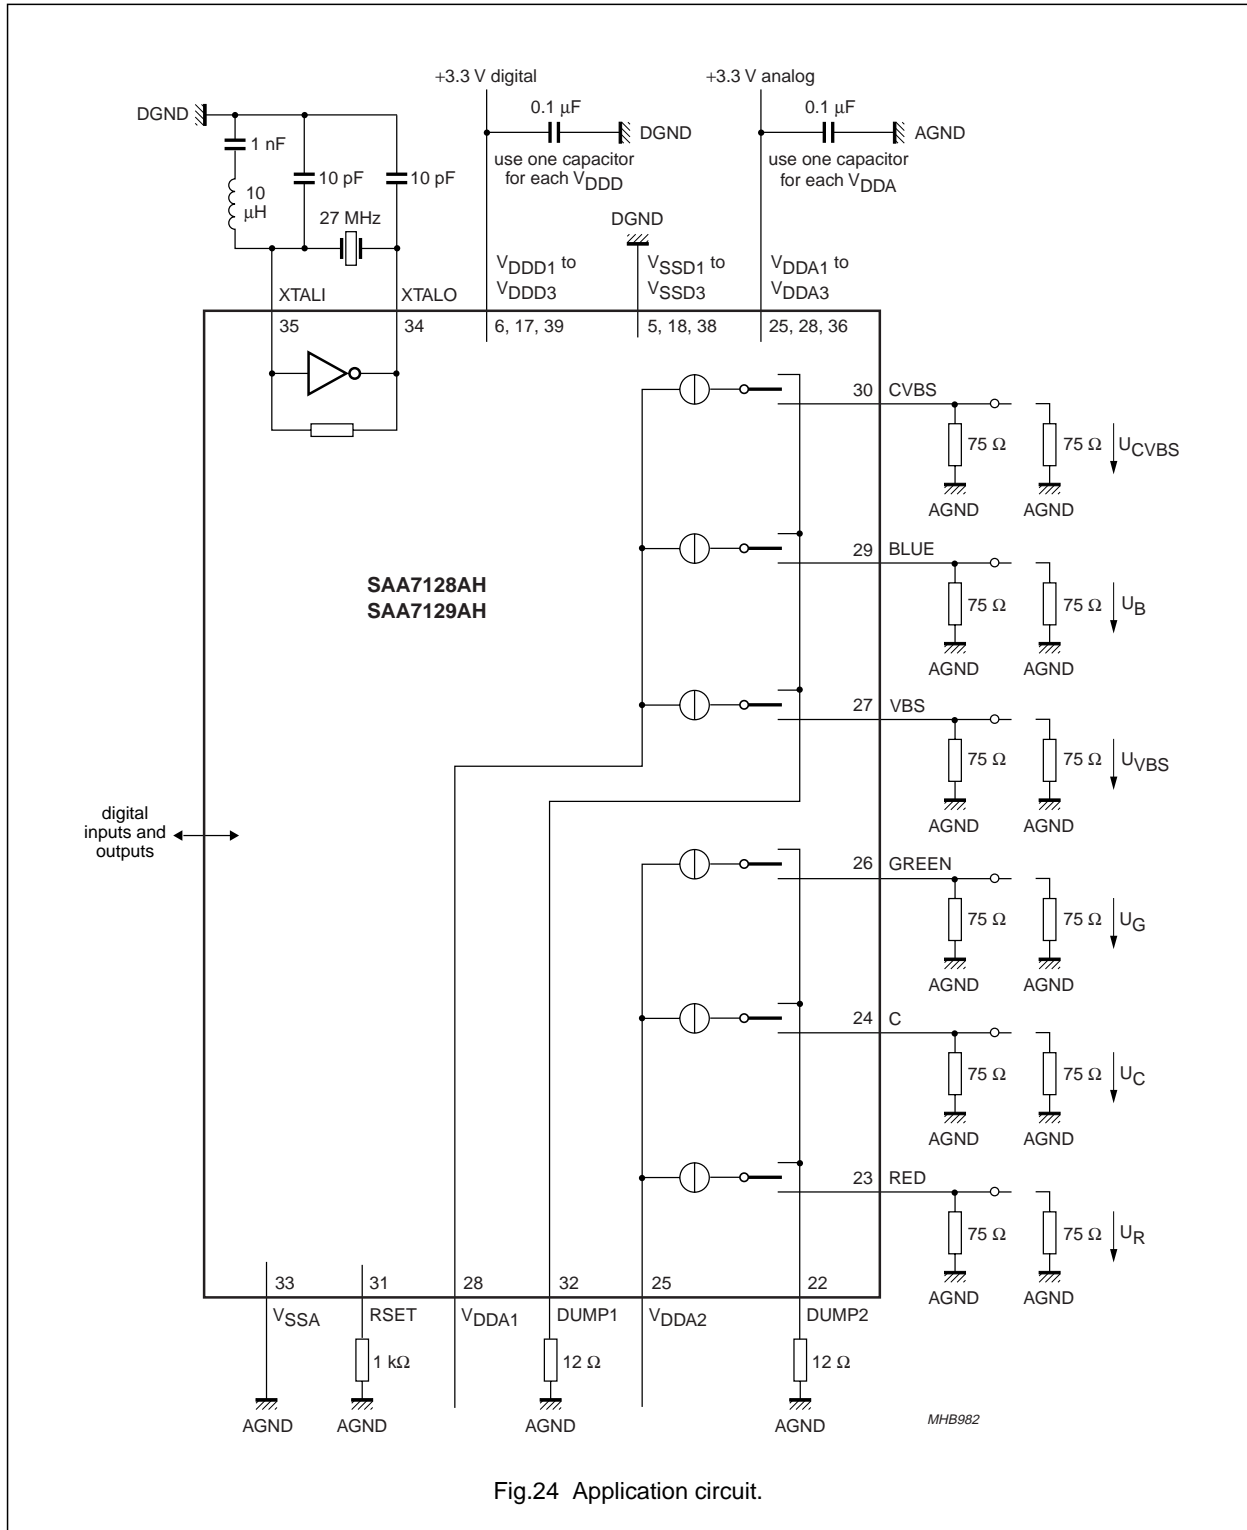 +3.3 V digital
+3.3 V analog
DGND
0.1 μF
DGND
0.1 μF
AGND
1 nF
use one capacitor
for each VDDD
use one capacitor
for each VDDA
10 pF
10 pF
10
μH
27 MHz
DGND
VDDD1 to
VDDD3
VSSD1 to
VSSD3
VDDA1 to
VDDA3
XTALI
XTALO
35
34
6, 17, 39
5, 18, 38
25, 28, 36
30
CVBS
75 Ω
75 Ω
UCVBS
AGND
AGND
29
BLUE
75 Ω
75 Ω
UB
AGND
AGND
SAA7128AH
SAA7129AH
27
VBS
75 Ω
75 Ω
UVBS
AGND
AGND
digital
inputs and
outputs
26
GREEN
75 Ω
75 Ω
UG
AGND
AGND
24
C
75 Ω
75 Ω
UC
AGND
AGND
23
RED
75 Ω
75 Ω
UR
AGND
AGND
33
31
28
32
25
22
VSSA
RSET
VDDA1
DUMP1
VDDA2
DUMP2
1 kΩ
12 Ω
12 Ω
AGND
AGND
AGND
AGND
MHB982
Fig.24 Application circuit.